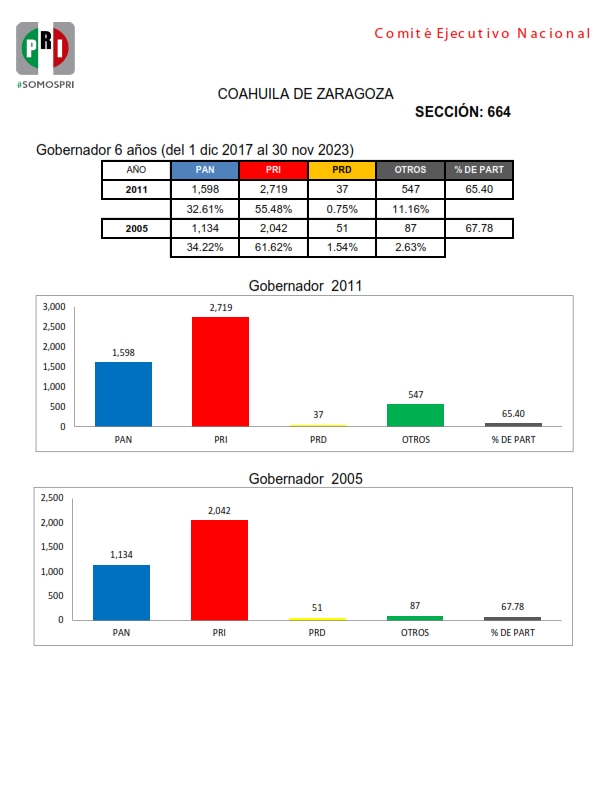 Comité Ejecutivo Nacional
PRI
#SOMOSPRI
COAHUILA DE ZARAGOZA
SECCIÓN: 664
Gobernador 6 años (del 1 dic 2017 al 30 nov 2023)
AÑO PAN PRI PRD OTROS % DE PART
2011 1,598 2,719 37 547 65.40
32.61% 55.48% 0.75% 11.16%
2005 1,134 2,042 51 87 67.78
34.22% 61.62% 1.54% 2.63%
Gobernador 2011
3,000
2,500
2,000
1,500
1,000
500
0
1,598
2,719
37
547
65.40
PAN PRI PRD OTROS % DE PART
Gobernador 2005
2,500
2,000
1,500
1,000
500
0
1,134
2,042
51
87
67.78
PAN PRI PRD OTROS % DE PART